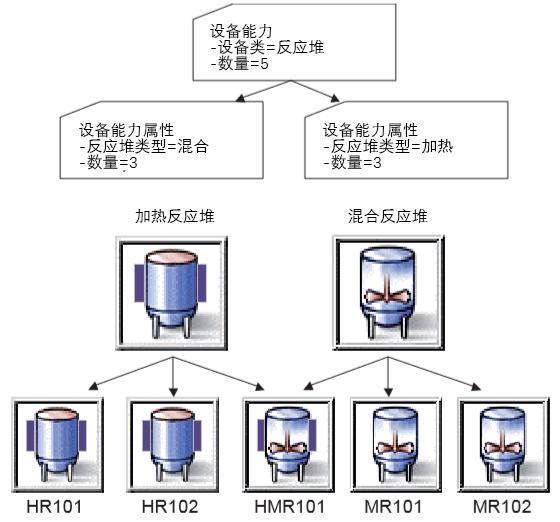 设备能力
-设备类=反应堆
-数量=5
设备能力属性
-反应堆类型=混合
-数量=3
设备能力属性
-反应堆类型=加热
-数量=3
加热反应堆
混合反应堆
HR101
HR102
HMR101
MR101
MR102